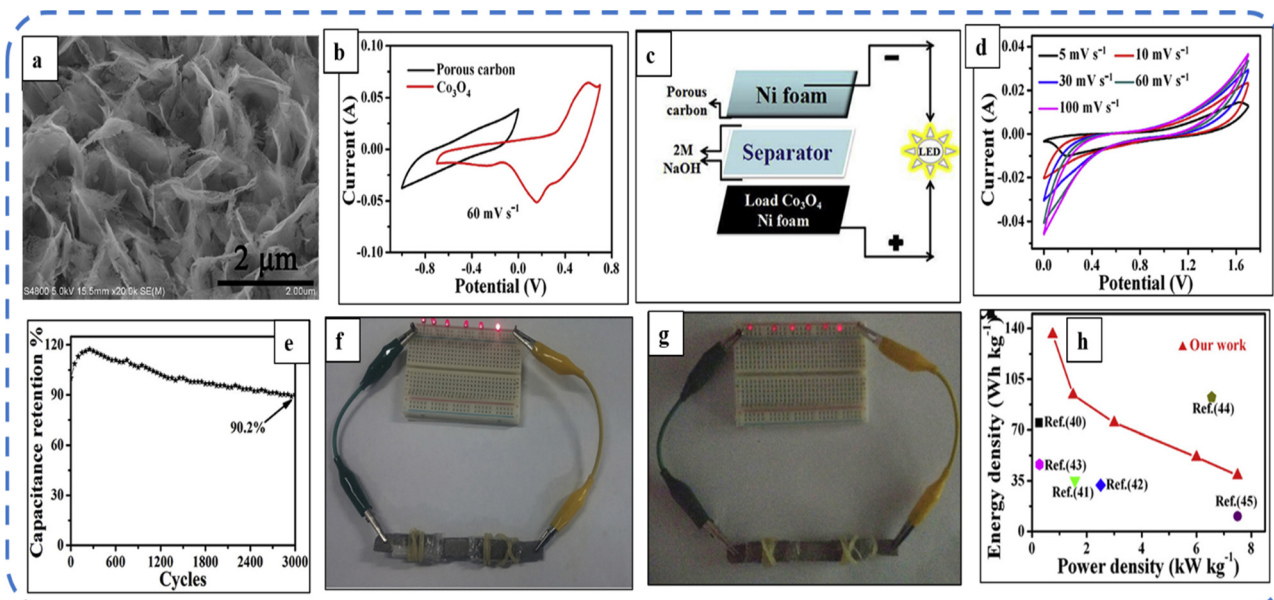 a
2 μm
S4800 5.0kV 15.5mm x20.0k SE(M)
2.00um
b
0.10
0.05
0.00
-0.05
-0.10
Current (A)
Porous carbon
Co₃O₄
60 mV s⁻¹
-0.8
-0.4
0.0
0.4
0.8
Potential (V)
c
Porous
carbon
Ni foam
2M
NaOH
Separator
Load Co₃O₄
Ni foam
LED
-
+
d
0.04
0.02
0.00
-0.02
-0.04
Current (A)
5 mV s⁻¹
10 mV s⁻¹
30 mV s⁻¹
60 mV s⁻¹
100 mV s⁻¹
0.0
0.4
0.8
1.2
1.6
Potential (V)
e
120
90
60
30
0
Capacitance retention %
90.2%
0
600
1200
1800
2400
3000
Cycles
f
g
h
140
105
70
35
0
Energy density (Wh kg⁻¹)
Our work
Ref.(44)
Ref.(40)
Ref.(43)
Ref.(41)
Ref.(42)
Ref.(45)
0
2
4
6
8
Power density (kW kg⁻¹)